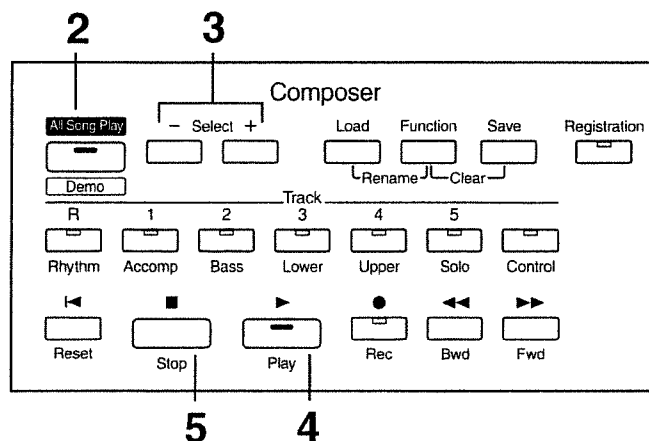 2 3
Composer
All Song Play
− Select +
Load Function Save Registration
Rename Clear
Demo
Track
R 1 2 3 4 5
Rhythm Accomp Bass Lower Upper Solo Control
Reset Stop Play Rec Bwd Fwd
5 4